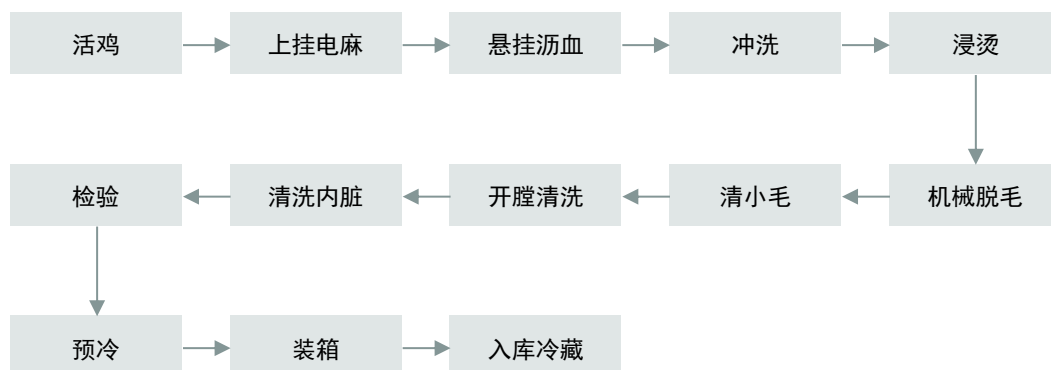 活鸡
上挂电麻
悬挂沥血
冲洗
浸烫
机械脱毛
清小毛
开膛清洗
清洗内脏
检验
预冷
装箱
入库冷藏